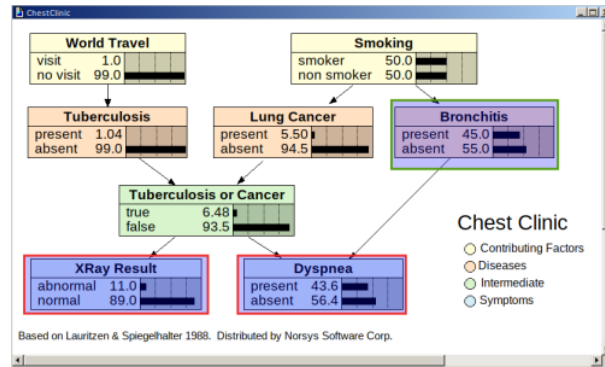 ChestClinic
World Travel
visit 1.0
no visit 99.0
Smoking
smoker 50.0
non smoker 50.0
Tuberculosis
present 1.04
absent 99.0
Lung Cancer
present 5.50
absent 94.5
Bronchitis
present 45.0
absent 55.0
Tuberculosis or Cancer
true 6.48
false 93.5
XRay Result
abnormal 11.0
normal 89.0
Dyspnea
present 43.6
absent 56.4
Chest Clinic
Contributing Factors
Diseases
Intermediate
Symptoms
Based on Lauritzen & Spiegelhalter 1988. Distributed by Norsys Software Corp.